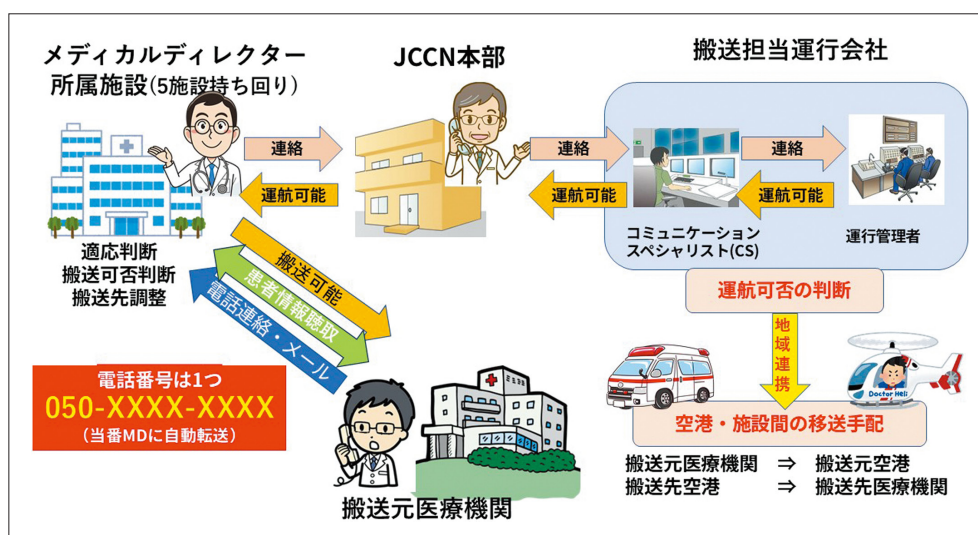 メディカルディレクター
所属施設(5施設持ち回り)
JCCN本部
搬送担当運行会社
連絡
運航可能
連絡
運航可能
連絡
運航可能
適応判断
搬送可否判断
搬送先調整
コミュニケーション
スペシャリスト(CS)
運行管理者
搬送可能
患者情報聴取
電話連絡・メール
運航可否の判断
地域連携
Doctor Heli
電話番号は1つ
050-XXXX-XXXX
(当番MDに自動転送)
空港・施設間の移送手配
搬送元医療機関 ⇒ 搬送元空港
搬送先空港 ⇒ 搬送先医療機関
搬送元医療機関